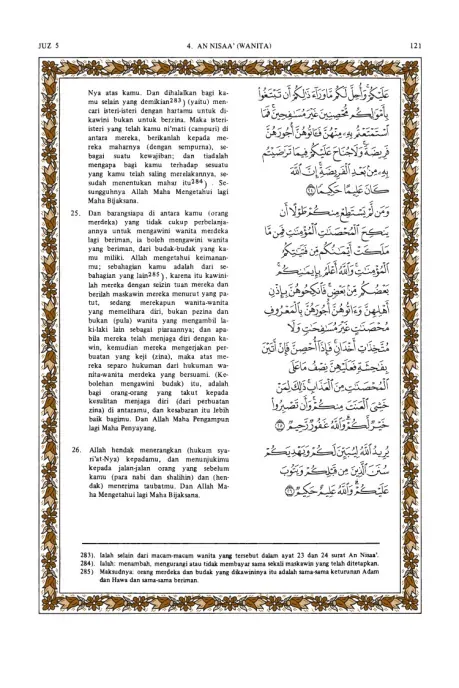 JUZ 5
4. AN NISAA' (WANITA)
121
Nya atas kamu. Dan dihalalkan bagi ka-
mu selain yang demikian283) (yaitu) men-
cari isteri-isteri dengan hartamu untuk di-
kawini bukan untuk berzina. Maka isteri-
isteri yang telah kamu ni'mati (campuri) di
antara mereka, berikanlah kepada me-
reka maharnya (dengan sempurna), se-
bagai suatu kewajiban; dan tiadalah
mengapa bagi kamu terhadap sesuatu
yang kamu telah saling merelakannya, se-
sudah menentukan mahar itu284). Se-
sungguhnya Allah Maha Mengetahui lagi
Maha Bijaksana.
25. Dan barangsiapa di antara kamu (orang
merdeka) yang tidak cukup perbelanja-
annya untuk mengawini wanita merdeka
lagi beriman, ia boleh mengawini wanita
yang beriman, dari budak-budak yang ka-
mu miliki. Allah mengetahui keimanan-
mu; sebahagian kamu adalah dari se-
bahagian yang lain285), karena itu kawini-
lah mereka dengan seizin tuan mereka dan
berilah maskawin mereka menurut yang pa-
tut, sedang merekapun wanita-wanita
yang memelihara diri, bukan pezina dan
bukan (pula) wanita yang mengambil la-
ki-laki lain sebagai piaraannya; dan apa-
bila mereka telah menjaga diri dengan ka-
win, kemudian mereka mengerjakan per-
buatan yang keji (zina), maka atas me-
reka separo hukuman dari hukuman wa-
nita-wanita merdeka yang bersuami. (Ke-
bolehan mengawini budak) itu, adalah
bagi orang-orang yang takut kepada
kesulitan menjaga diri (dari perbuatan
zina) di antaramu, dan kesabaran itu lebih
baik bagimu. Dan Allah Maha Pengampun
lagi Maha Penyayang.
26. Allah hendak menerangkan (hukum sya-
ri'at-Nya) kepadamu, dan menunjukimu
kepada jalan-jalan orang yang sebelum
kamu (para nabi dan shalihin) dan (hen-
dak) menerima taubatmu. Dan Allah Ma-
ha Mengetahui lagi Maha Bijaksana.
عَلَيْكُمْ وَأُحِلَّ لَكُم مَّا وَرَاءَ ذَٰلِكُمْ أَن تَبْتَغُوا
بِأَمْوَالِكُم مُّحْصِنِينَ غَيْرَ مُسَافِحِينَ فَمَا
اسْتَمْتَعْتُم بِهِ مِنْهُنَّ فَآتُوهُنَّ أُجُورَهُنَّ
فَرِيضَةً وَلَا جُنَاحَ عَلَيْكُمْ فِيمَا تَرَاضَيْتُم
بِهِ مِن بَعْدِ الْفَرِيضَةِ إِنَّ اللَّهَ
كَانَ عَلِيمًا حَكِيمًا ﴿٢٤﴾
وَمَن لَّمْ يَسْتَطِعْ مِنكُمْ طَوْلًا أَن
يَنكِحَ الْمُحْصَنَاتِ الْمُؤْمِنَاتِ فَمِن مَّا
مَلَكَتْ أَيْمَانُكُم مِّن فَتَيَاتِكُمُ
الْمُؤْمِنَاتِ وَاللَّهُ أَعْلَمُ بِإِيمَانِكُم
بَعْضُكُم مِّن بَعْضٍ فَانكِحُوهُنَّ بِإِذْنِ
أَهْلِهِنَّ وَآتُوهُنَّ أُجُورَهُنَّ بِالْمَعْرُوفِ
مُحْصَنَاتٍ غَيْرَ مُسَافِحَاتٍ وَلَا
مُتَّخِذَاتِ أَخْدَانٍ فَإِذَا أُحْصِنَّ فَإِنْ أَتَيْنَ
بِفَاحِشَةٍ فَعَلَيْهِنَّ نِصْفُ مَا عَلَى
الْمُحْصَنَاتِ مِنَ الْعَذَابِ ذَٰلِكَ لِمَنْ
خَشِيَ الْعَنَتَ مِنكُمْ وَأَن تَصْبِرُوا
خَيْرٌ لَّكُمْ وَاللَّهُ غَفُورٌ رَّحِيمٌ ﴿٢٥﴾
يُرِيدُ اللَّهُ لِيُبَيِّنَ لَكُمْ وَيَهْدِيَكُمْ
سُنَنَ الَّذِينَ مِن قَبْلِكُمْ وَيَتُوبَ
عَلَيْكُمْ وَاللَّهُ عَلِيمٌ حَكِيمٌ ﴿٢٦﴾
283). Ialah selain dari macam-macam wanita yang tersebut dalam ayat 23 dan 24 surat An Nisaa'.
284). Ialah: menambah, mengurangi atau tidak membayar sama sekali maskawin yang telah ditetapkan.
285) Maksudnya: orang merdeka dan budak yang dikawininya itu adalah sama-sama keturunan Adam
dan Hawa dan sama-sama beriman.